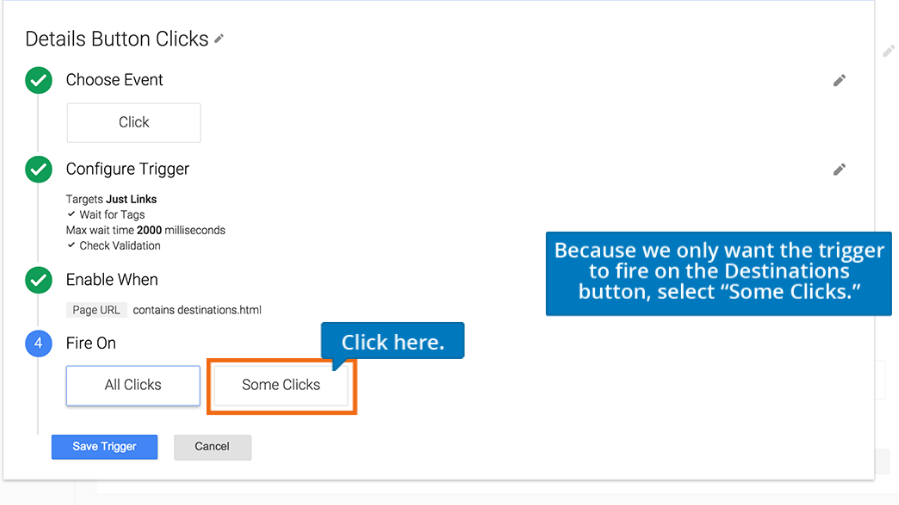 Details Button Clicks
Choose Event
Click
Configure Trigger
Targets Just Links
Wait for Tags
Max wait time 2000 milliseconds
Check Validation
Because we only want the trigger
to fire on the Destinations
button, select “Some Clicks.”
Enable When
Page URL contains destinations.html
4 Fire On
Click here.
All Clicks Some Clicks
Save Trigger Cancel